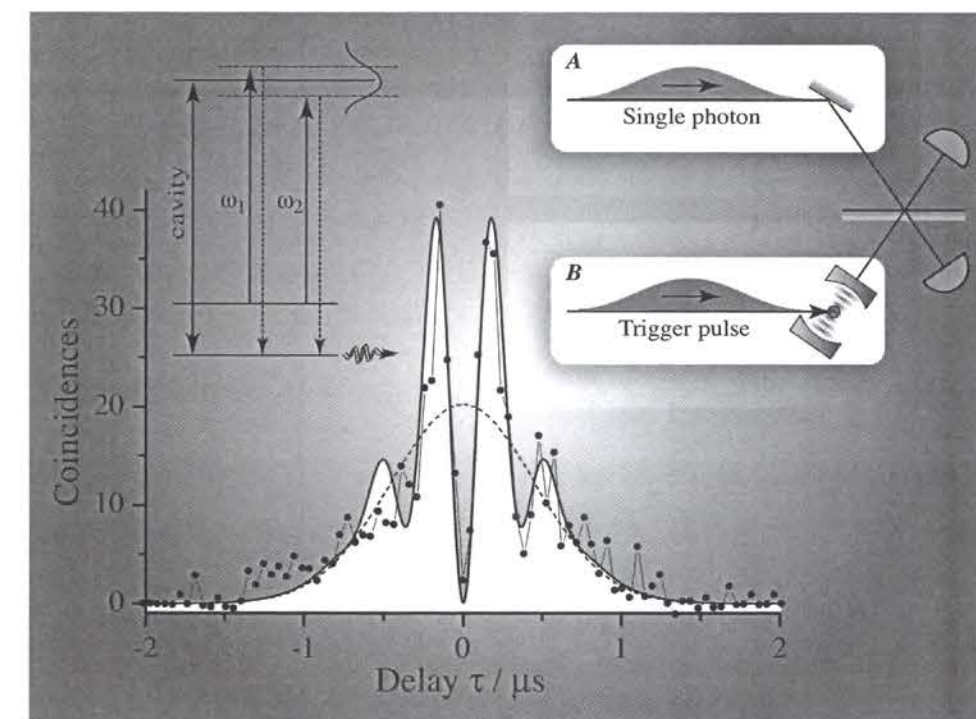 A
Single photon
cavity
ω1
ω2
B
Trigger pulse
Coincidences
40
30
20
10
0
-2
-1
0
1
2
Delay τ / μs